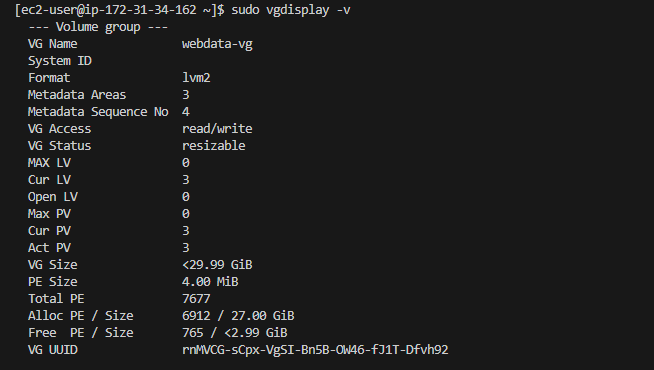 [ec2-user@ip-172-31-34-162 ~]$ sudo vgdisplay -v
--- Volume group ---
VG Name webdata-vg
System ID
Format lvm2
Metadata Areas 3
Metadata Sequence No 4
VG Access read/write
VG Status resizable
MAX LV 0
Cur LV 3
Open LV 0
Max PV 0
Cur PV 3
Act PV 3
VG Size <29.99 GiB
PE Size 4.00 MiB
Total PE 7677
Alloc PE / Size 6912 / 27.00 GiB
Free PE / Size 765 / <2.99 GiB
VG UUID rnMVCG-sCpx-VgSI-Bn5B-OW46-fJ1T-Dfvh92